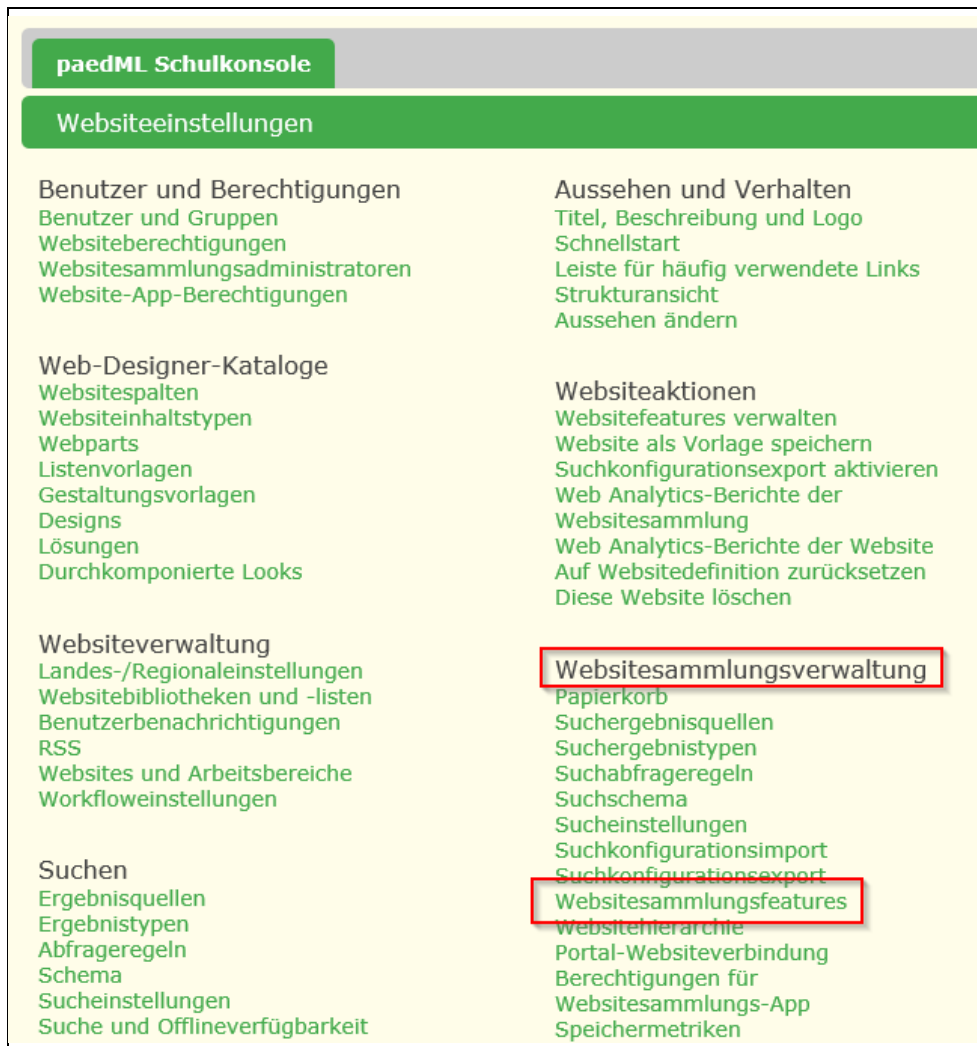 paedML Schulkonsole
Websiteeinstellungen
Benutzer und Berechtigungen
Benutzer und Gruppen
Websiteberechtigungen
Websitesammlungsadministratoren
Website-App-Berechtigungen
Web-Designer-Kataloge
Websitespalten
Websiteinhaltstypen
Webparts
Listenvorlagen
Gestaltungsvorlagen
Designs
Lösungen
Durchkomponierte Looks
Websiteverwaltung
Landes-/Regionaleinstellungen
Websitebibliotheken und -listen
Benutzerbenachrichtigungen
RSS
Websites und Arbeitsbereiche
Workfloweinstellungen
Suchen
Ergebnisquellen
Ergebnistypen
Abfrageregeln
Schema
Sucheinstellungen
Suche und Offlineverfügbarkeit
Aussehen und Verhalten
Titel, Beschreibung und Logo
Schnellstart
Leiste für häufig verwendete Links
Strukturansicht
Aussehen ändern
Websiteaktionen
Websitefeatures verwalten
Website als Vorlage speichern
Suchkonfigurationsexport aktivieren
Web Analytics-Berichte der
Websitesammlung
Web Analytics-Berichte der Website
Auf Websitedefinition zurücksetzen
Diese Website löschen
Websitesammlungsverwaltung
Papierkorb
Suchergebnisquellen
Suchergebnistypen
Suchabfrageregeln
Suchschema
Sucheinstellungen
Suchkonfigurationsimport
Suchkonfigurationsexport
Websitesammlungsfeatures
Websitehierarchie
Portal-Websiteverbindung
Berechtigungen für
Websitesammlungs-App
Speichermetriken